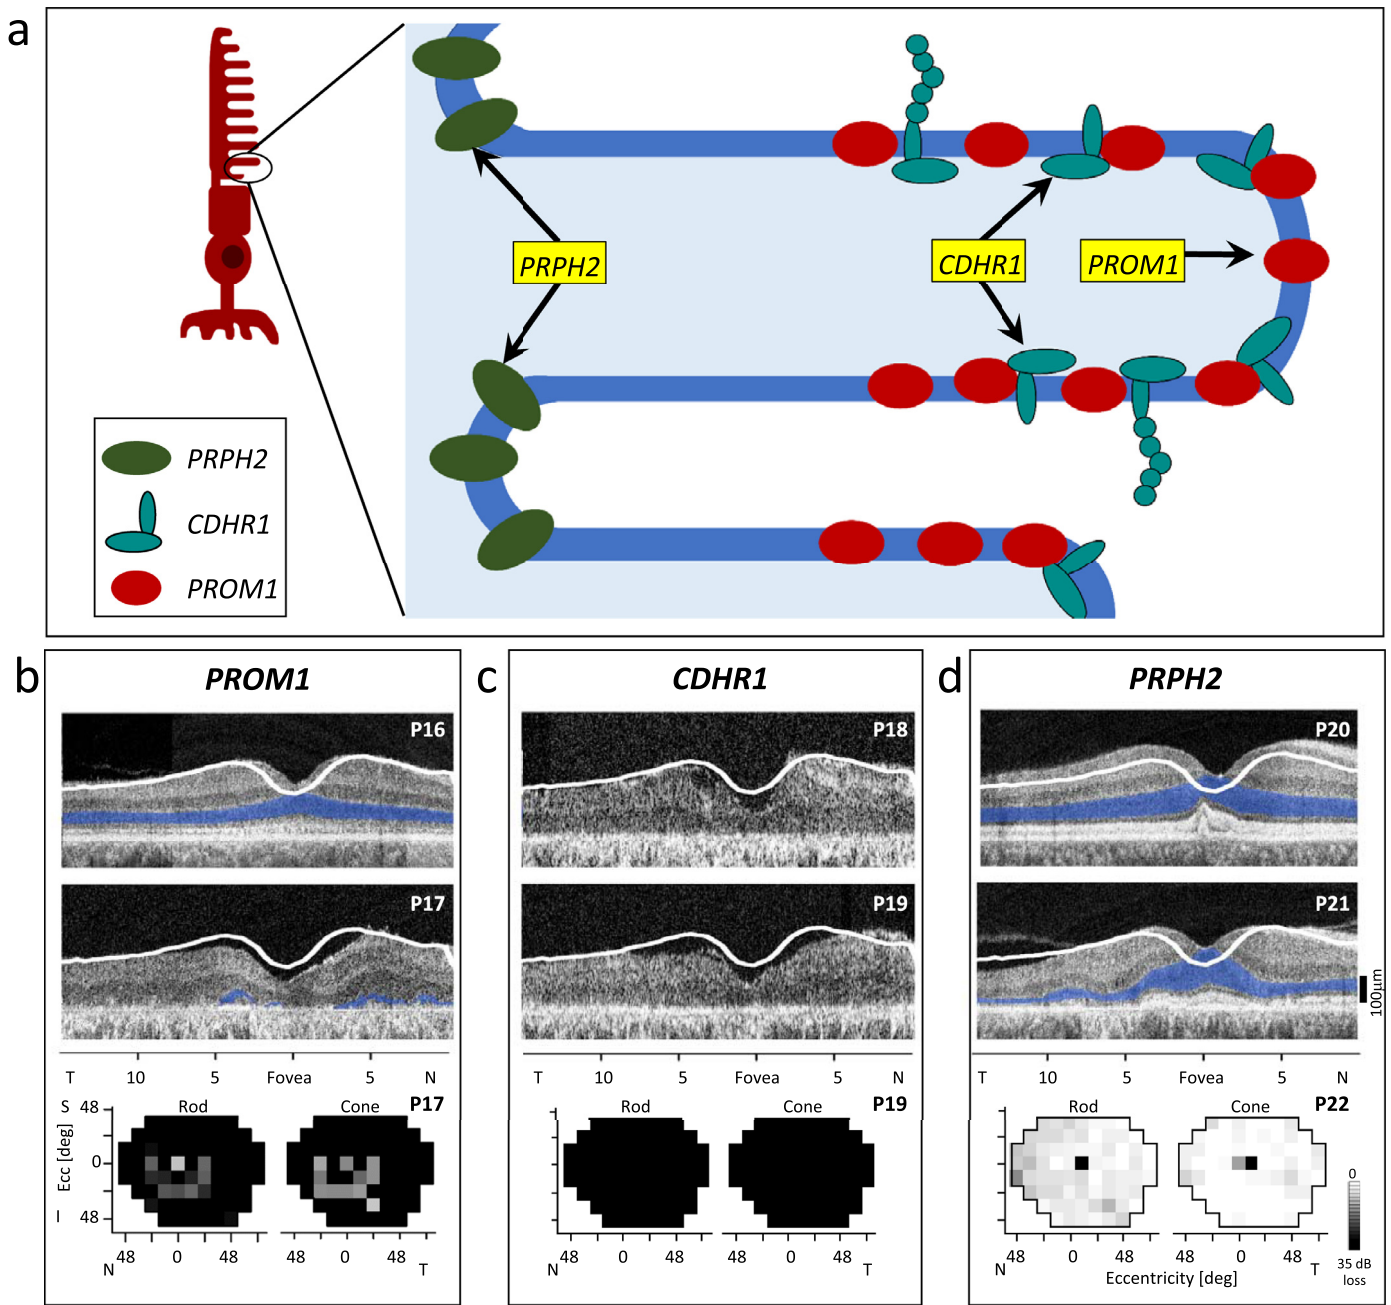 a
PRPH2
CDHR1
PROM1
PRPH2
CDHR1
PROM1
b
PROM1
P16
P17
T 10 5 Fovea 5 N
Rod Cone P17
S 48
0
I 48
Ecc [deg]
48 0 48 48 0 48
N T
c
CDHR1
P18
P19
T 10 5 Fovea 5 N
Rod Cone P19
48 0 48 48 0 48
N T
d
PRPH2
P20
P21
100µm
T 10 5 Fovea 5 N
Rod Cone P22
48 0 48 48 0 48
N T
Eccentricity [deg]
0
35 dB
loss